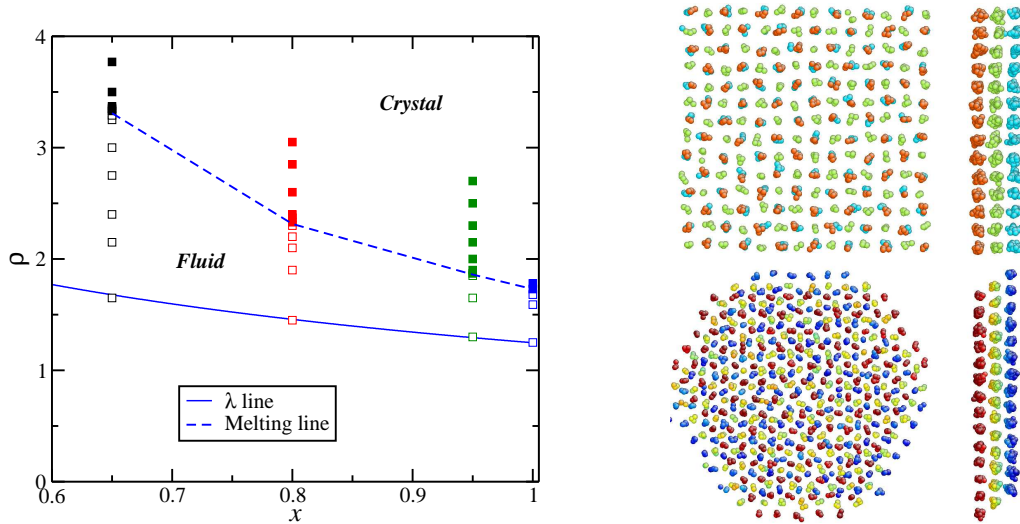 4
3
2
1
0
ρ
Crystal
Fluid
λ line
Melting line
0.6
0.7
0.8
0.9
1
x